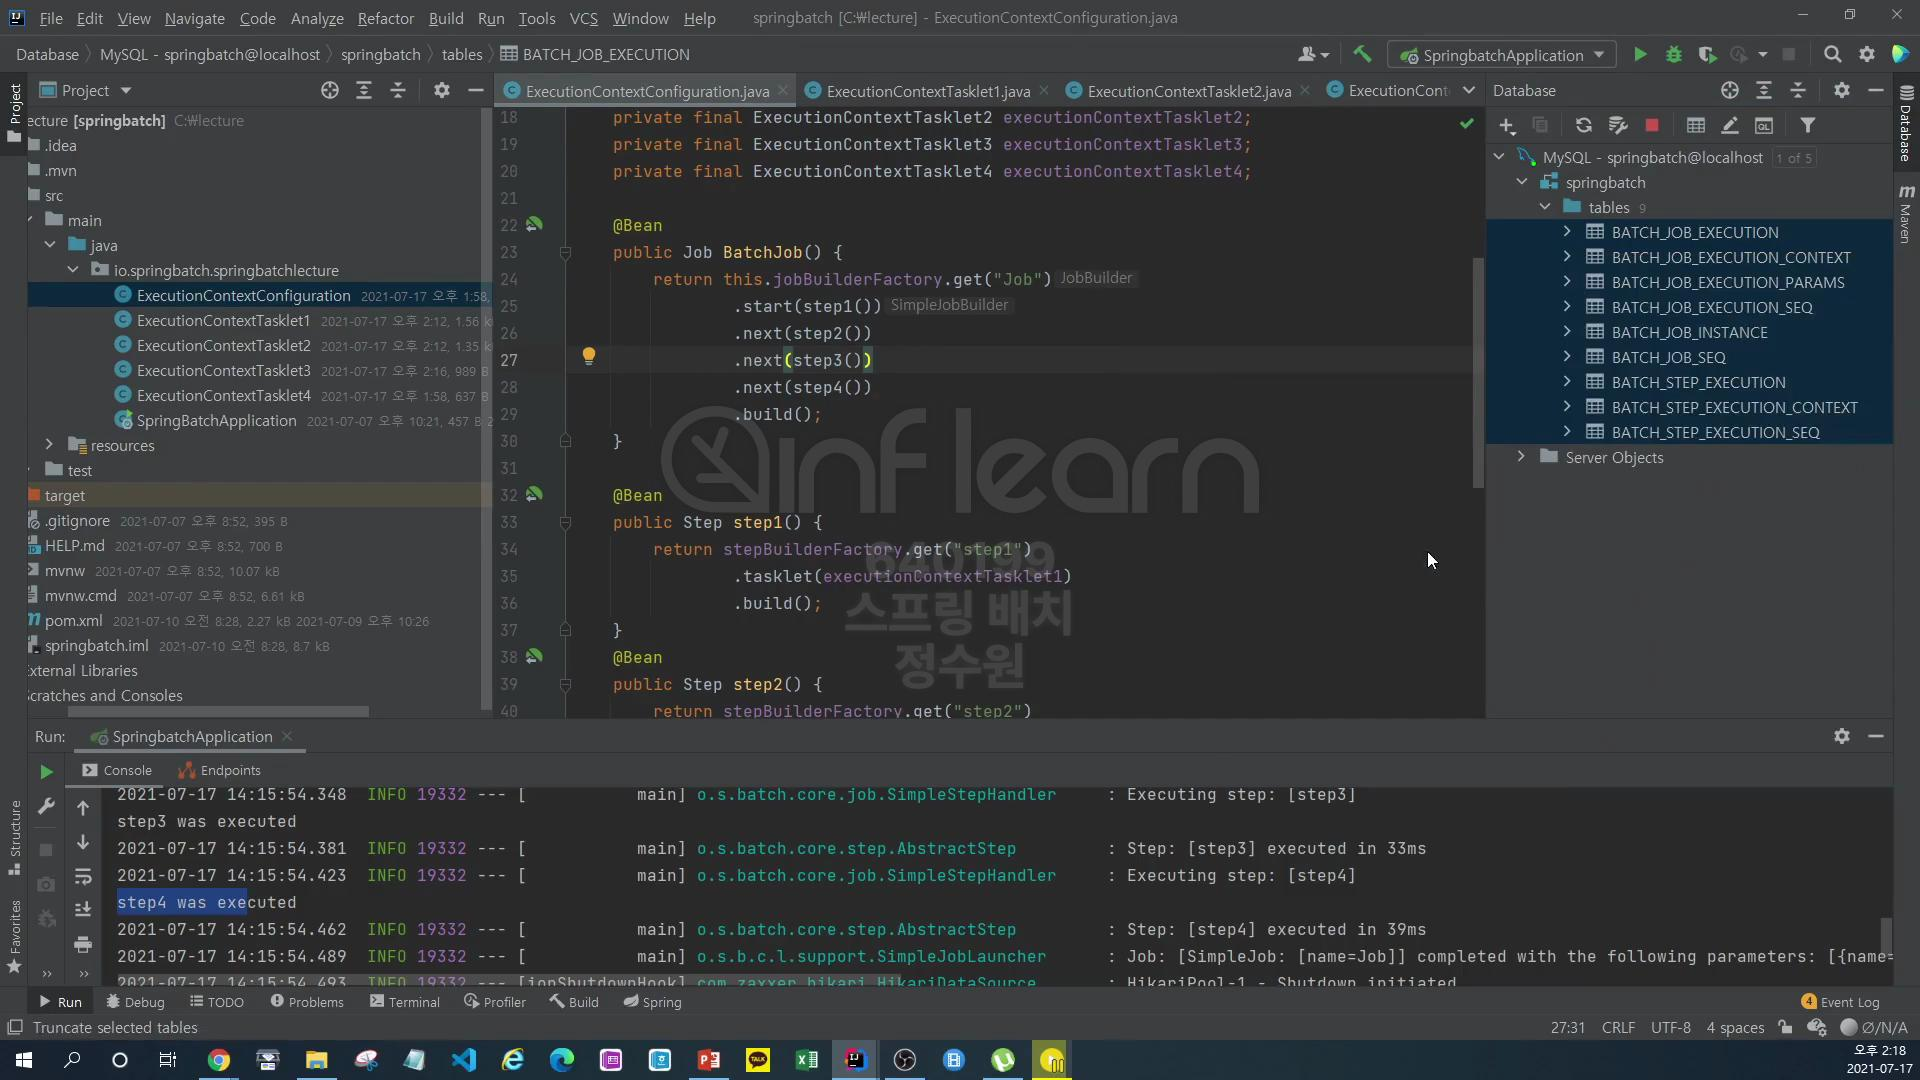 File Edit View Navigate Code Analyze Refactor Build Run Tools VCS Window Help springbatch [C:₩lecture] - ExecutionContextConfiguration.java
Database MySQL - springbatch@localhost springbatch tables BATCH_JOB_EXECUTION SpringbatchApplication
Project
ExecutionContextConfiguration.java ExecutionContextTasklet1.java ExecutionContextTasklet2.java ExecutionCont
Database
Project
Structure
Favorites
Database
Maven
ecture [springbatch] C:₩lecture
.idea
.mvn
src
main
java
io.springbatch.springbatchlecture
ExecutionContextConfiguration 2021-07-17 오후 1:58,
ExecutionContextTasklet1 2021-07-17 오후 2:12, 1.56 k
ExecutionContextTasklet2 2021-07-17 오후 2:12, 1.35 k
ExecutionContextTasklet3 2021-07-17 오후 2:16, 989 B
ExecutionContextTasklet4 2021-07-17 오후 1:58, 637 B
SpringBatchApplication 2021-07-07 오후 10:21, 457 B 2
resources
test
target
.gitignore 2021-07-07 오후 8:52, 395 B
HELP.md 2021-07-07 오후 8:52, 700 B
mvnw 2021-07-07 오후 8:52, 10.07 kB
mvnw.cmd 2021-07-07 오후 8:52, 6.61 kB
pom.xml 2021-07-10 오전 8:28, 2.27 kB 2021-07-09 오후 10:26
springbatch.iml 2021-07-10 오전 8:28, 8.7 kB
External Libraries
Scratches and Consoles
18 private final ExecutionContextTasklet2 executionContextTasklet2;
19 private final ExecutionContextTasklet3 executionContextTasklet3;
20 private final ExecutionContextTasklet4 executionContextTasklet4;
21
22 @Bean
23 public Job BatchJob() {
24 return this.jobBuilderFactory.get("Job") JobBuilder
25 .start(step1()) SimpleJobBuilder
26 .next(step2())
27 .next(step3())
28 .next(step4())
29 .build();
30 }
31
32 @Bean
33 public Step step1() {
34 return stepBuilderFactory.get("step1")
35 .tasklet(executionContextTasklet1)
36 .build();
37 }
38 @Bean
39 public Step step2() {
40 return stepBuilderFactory.get("step2")
inflearn
640199
스프링 배치
정수원
MySQL - springbatch@localhost 1 of 5
springbatch
tables 9
BATCH_JOB_EXECUTION
BATCH_JOB_EXECUTION_CONTEXT
BATCH_JOB_EXECUTION_PARAMS
BATCH_JOB_EXECUTION_SEQ
BATCH_JOB_INSTANCE
BATCH_JOB_SEQ
BATCH_STEP_EXECUTION
BATCH_STEP_EXECUTION_CONTEXT
BATCH_STEP_EXECUTION_SEQ
Server Objects
Run: SpringbatchApplication
Console Endpoints
2021-07-17 14:15:54.348 INFO 19332 --- [ main] o.s.batch.core.job.SimpleStepHandler : Executing step: [step3]
step3 was executed
2021-07-17 14:15:54.381 INFO 19332 --- [ main] o.s.batch.core.step.AbstractStep : Step: [step3] executed in 33ms
2021-07-17 14:15:54.423 INFO 19332 --- [ main] o.s.batch.core.job.SimpleStepHandler : Executing step: [step4]
step4 was executed
2021-07-17 14:15:54.462 INFO 19332 --- [ main] o.s.batch.core.step.AbstractStep : Step: [step4] executed in 39ms
2021-07-17 14:15:54.489 INFO 19332 --- [ main] o.s.b.c.l.support.SimpleJobLauncher : Job: [SimpleJob: [name=Job]] completed with the following parameters: [{name=
2021-07-17 14:15:54.493 INFO 19332 --- [ionShutdownHook] com.zaxxer.hikari.HikariDataSource : HikariPool-1 - Shutdown initiated...
Run Debug TODO Problems Terminal Profiler Build Spring 4 Event Log
Truncate selected tables 27:31 CRLF UTF-8 4 spaces Ø/N/A
오후 2:18
2021-07-17